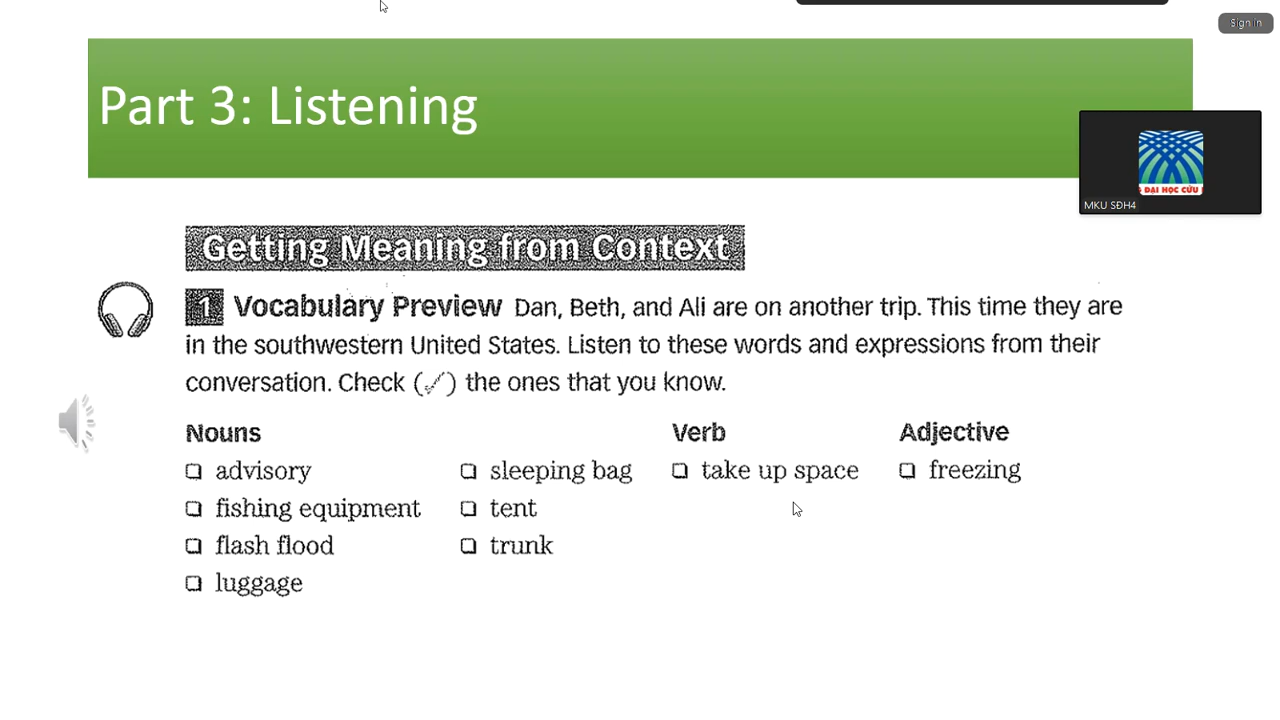 Sign in
Part 3: Listening
ĐẠI HỌC CỬU
MKU SĐH4
Getting Meaning from Context
1 Vocabulary Preview Dan, Beth, and Ali are on another trip. This time they are
in the southwestern United States. Listen to these words and expressions from their
conversation. Check (✓) the ones that you know.
Nouns Verb Adjective
❑ advisory ❑ sleeping bag ❑ take up space ❑ freezing
❑ fishing equipment ❑ tent
❑ flash flood ❑ trunk
❑ luggage